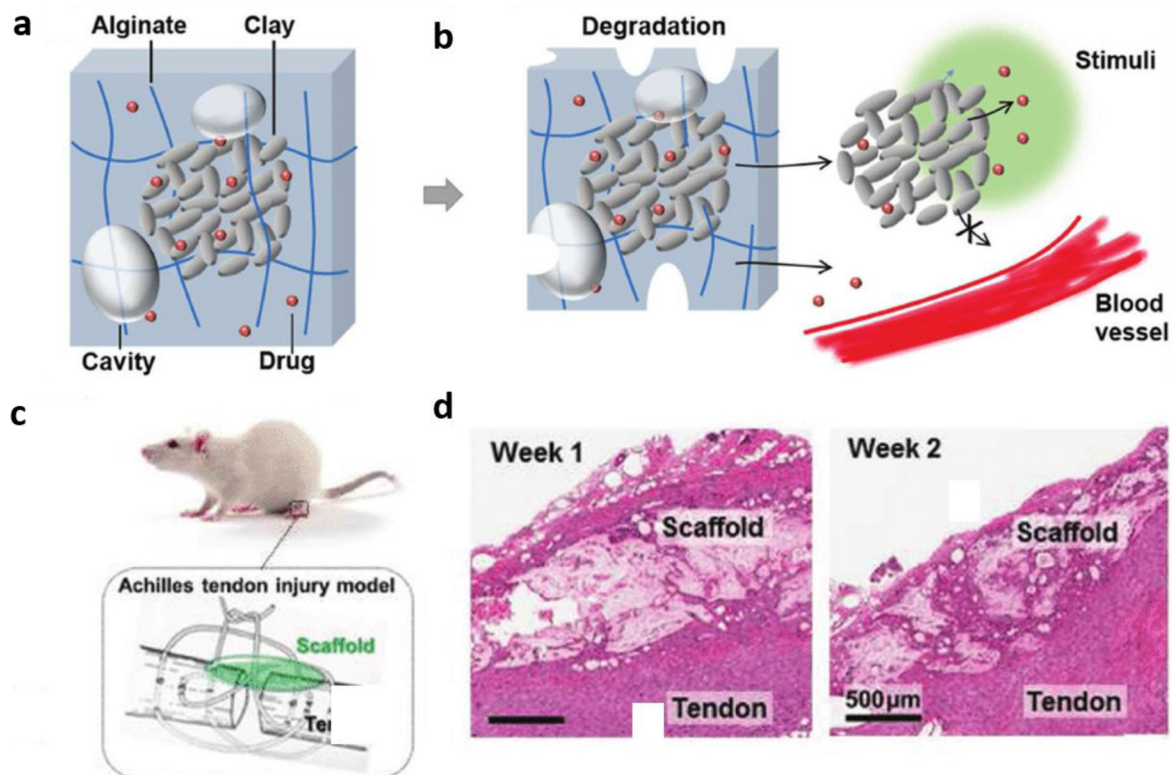 a
Alginate
Clay
Cavity
Drug
b
Degradation
Stimuli
Blood
vessel
c
Achilles tendon injury model
Scaffold
d
Week 1
Scaffold
Tendon
Week 2
Scaffold
500μm
Tendon